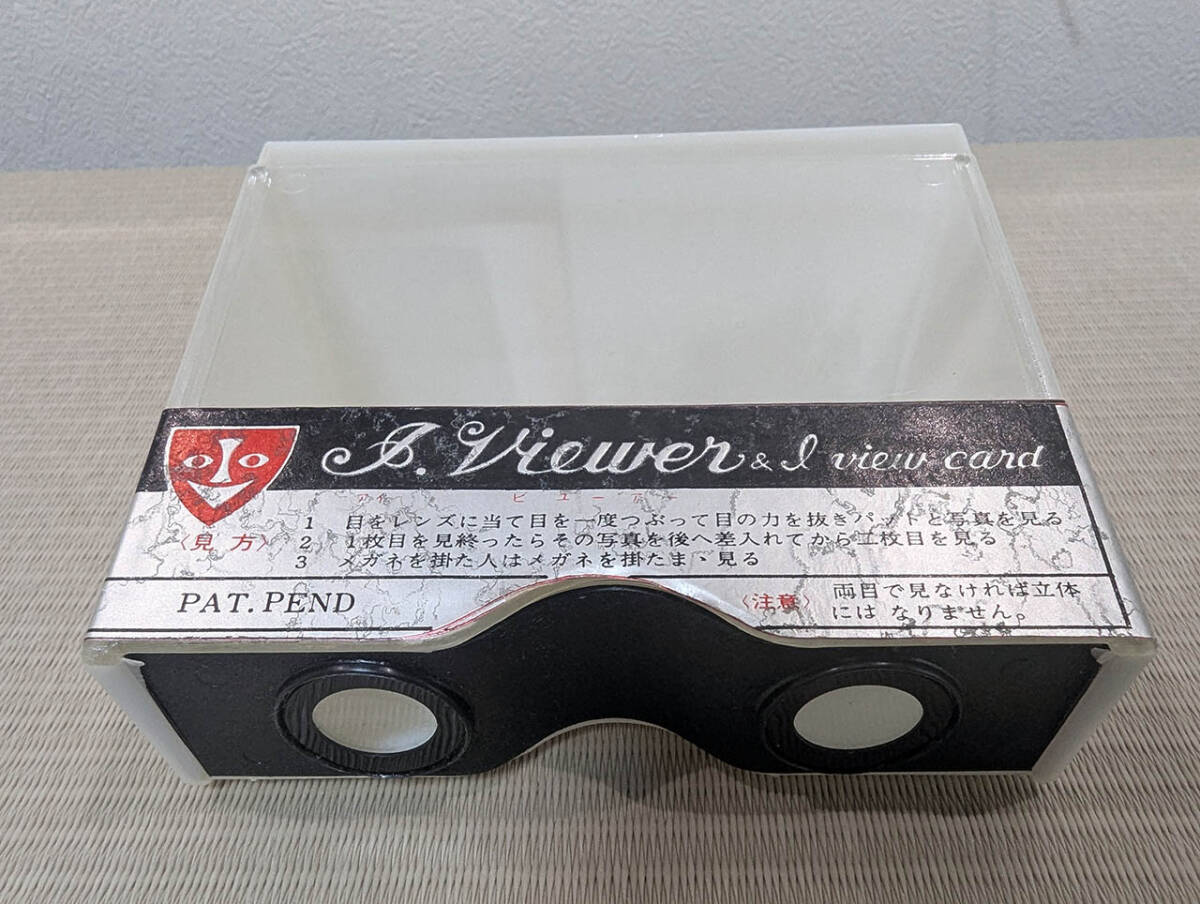 I. Viewer & I view card
アイ ビューアー
〈見方〉
1 目をレンズに当て目を一度つぶって目の力を抜きパットと写真を見る
2 1枚目を見終ったらその写真を後へ差入れてから二枚目を見る
3 メガネを掛た人はメガネを掛たまゝ見る
PAT. PEND
〈注意〉 両目で見なければ立体
には なりません。